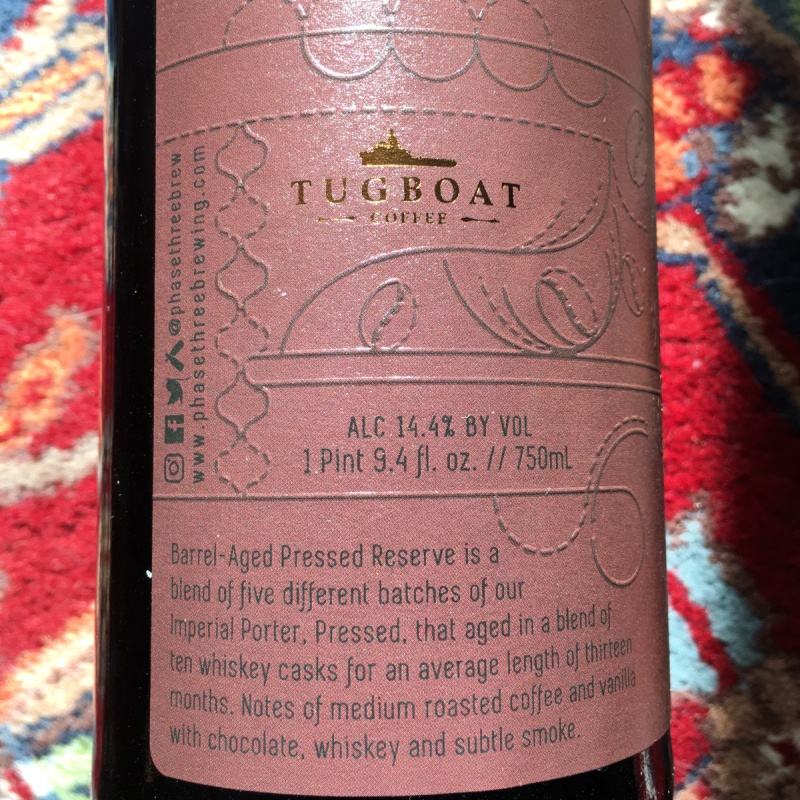 TUGBOAT
COFFEE
@phasethreebrew
www.phasethreebrewing.com
ALC 14.4% BY VOL
1 Pint 9.4 fl. oz. // 750mL
Barrel-Aged Pressed Reserve is a
blend of five different batches of our
Imperial Porter, Pressed, that aged in a blend of
ten whiskey casks for an average length of thirteen
months. Notes of medium roasted coffee and vanilla
with chocolate, whiskey and subtle smoke.